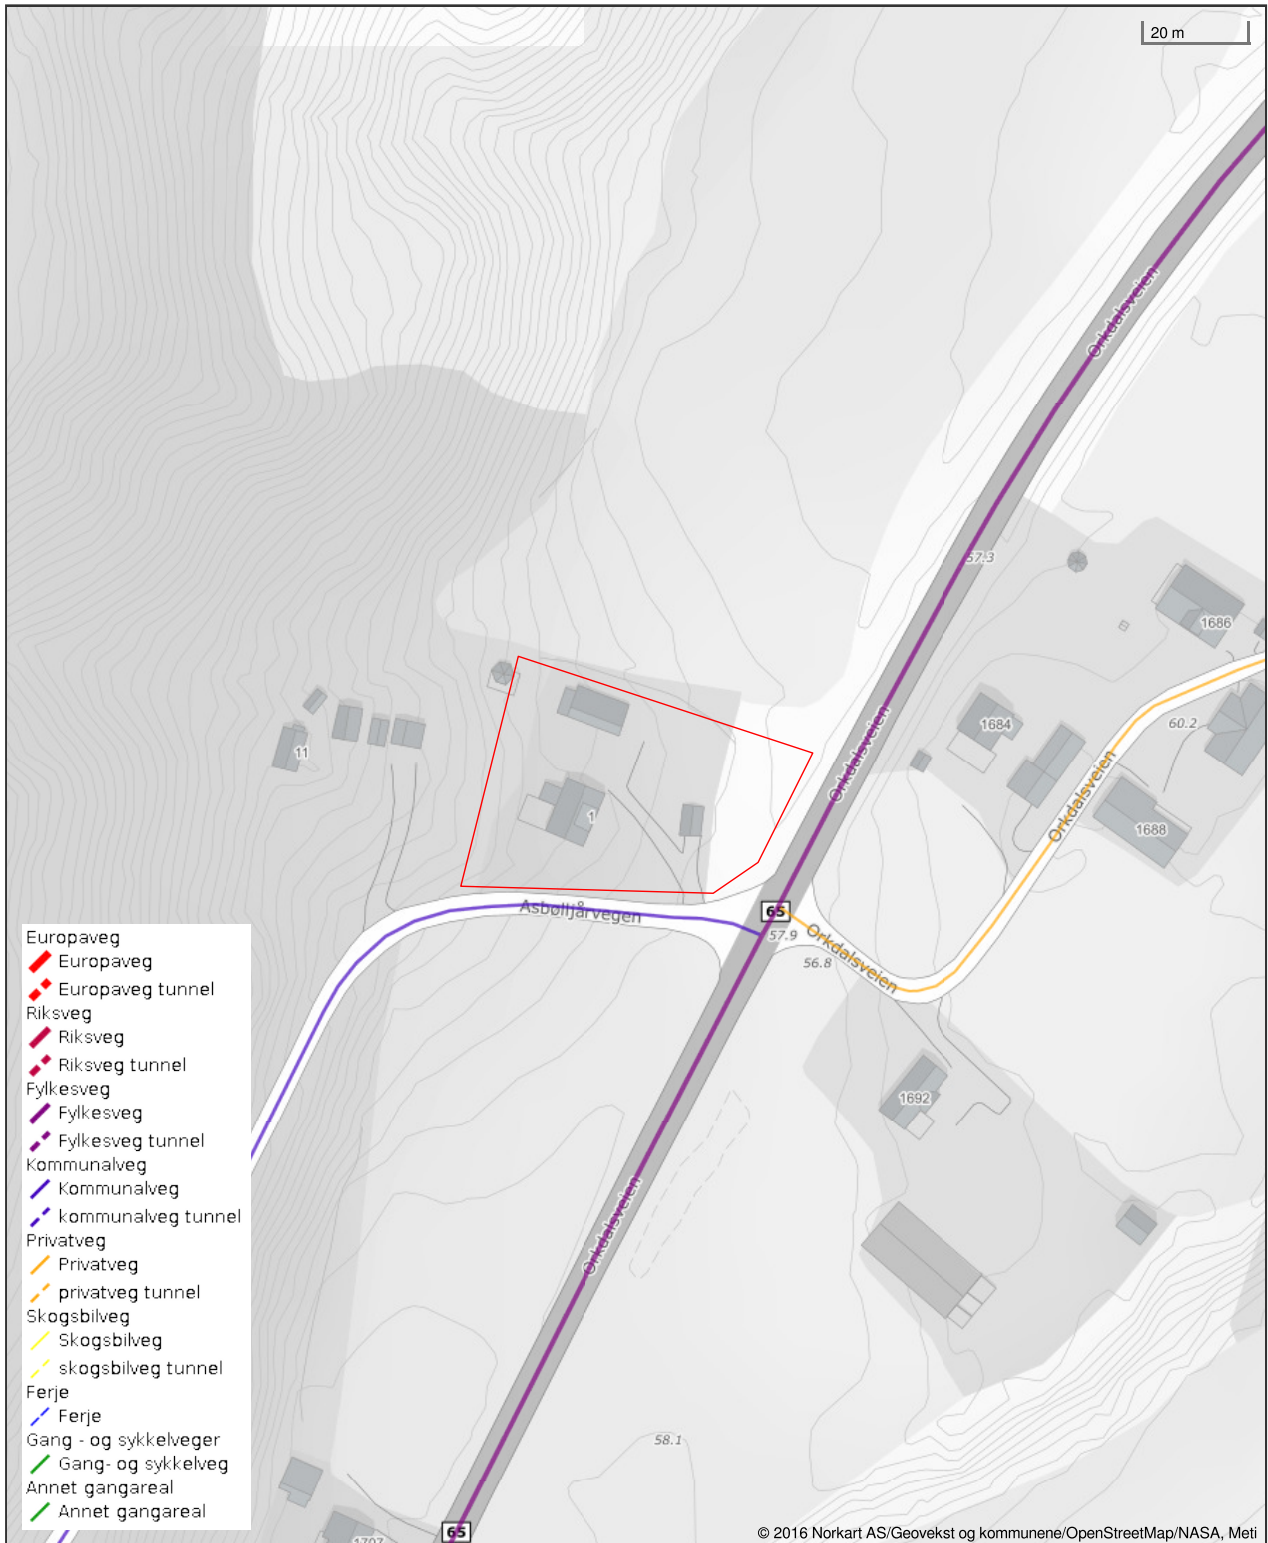 20 m
Orkdalsveien
57.3
1686
60.2
1684
11
Orkdalsveien
Orkdalsveien
1688
1
Asbølljårvegen
65
57.9
Orkdalsveien
56.8
Europaveg
Europaveg
Europaveg tunnel
Riksveg
Riksveg
Riksveg tunnel
Fylkesveg
Fylkesveg
Fylkesveg tunnel
Kommunalveg
Kommunalveg
kommunalveg tunnel
Privatveg
Privatveg
privatveg tunnel
Skogsbilveg
Skogsbilveg
skogsbilveg tunnel
Ferje
Ferje
Gang - og sykkelveger
Gang- og sykkelveg
Annet gangareal
Annet gangareal
1692
Orkdalsveien
58.1
65
© 2016 Norkart AS/Geovekst og kommunene/OpenStreetMap/NASA, Meti